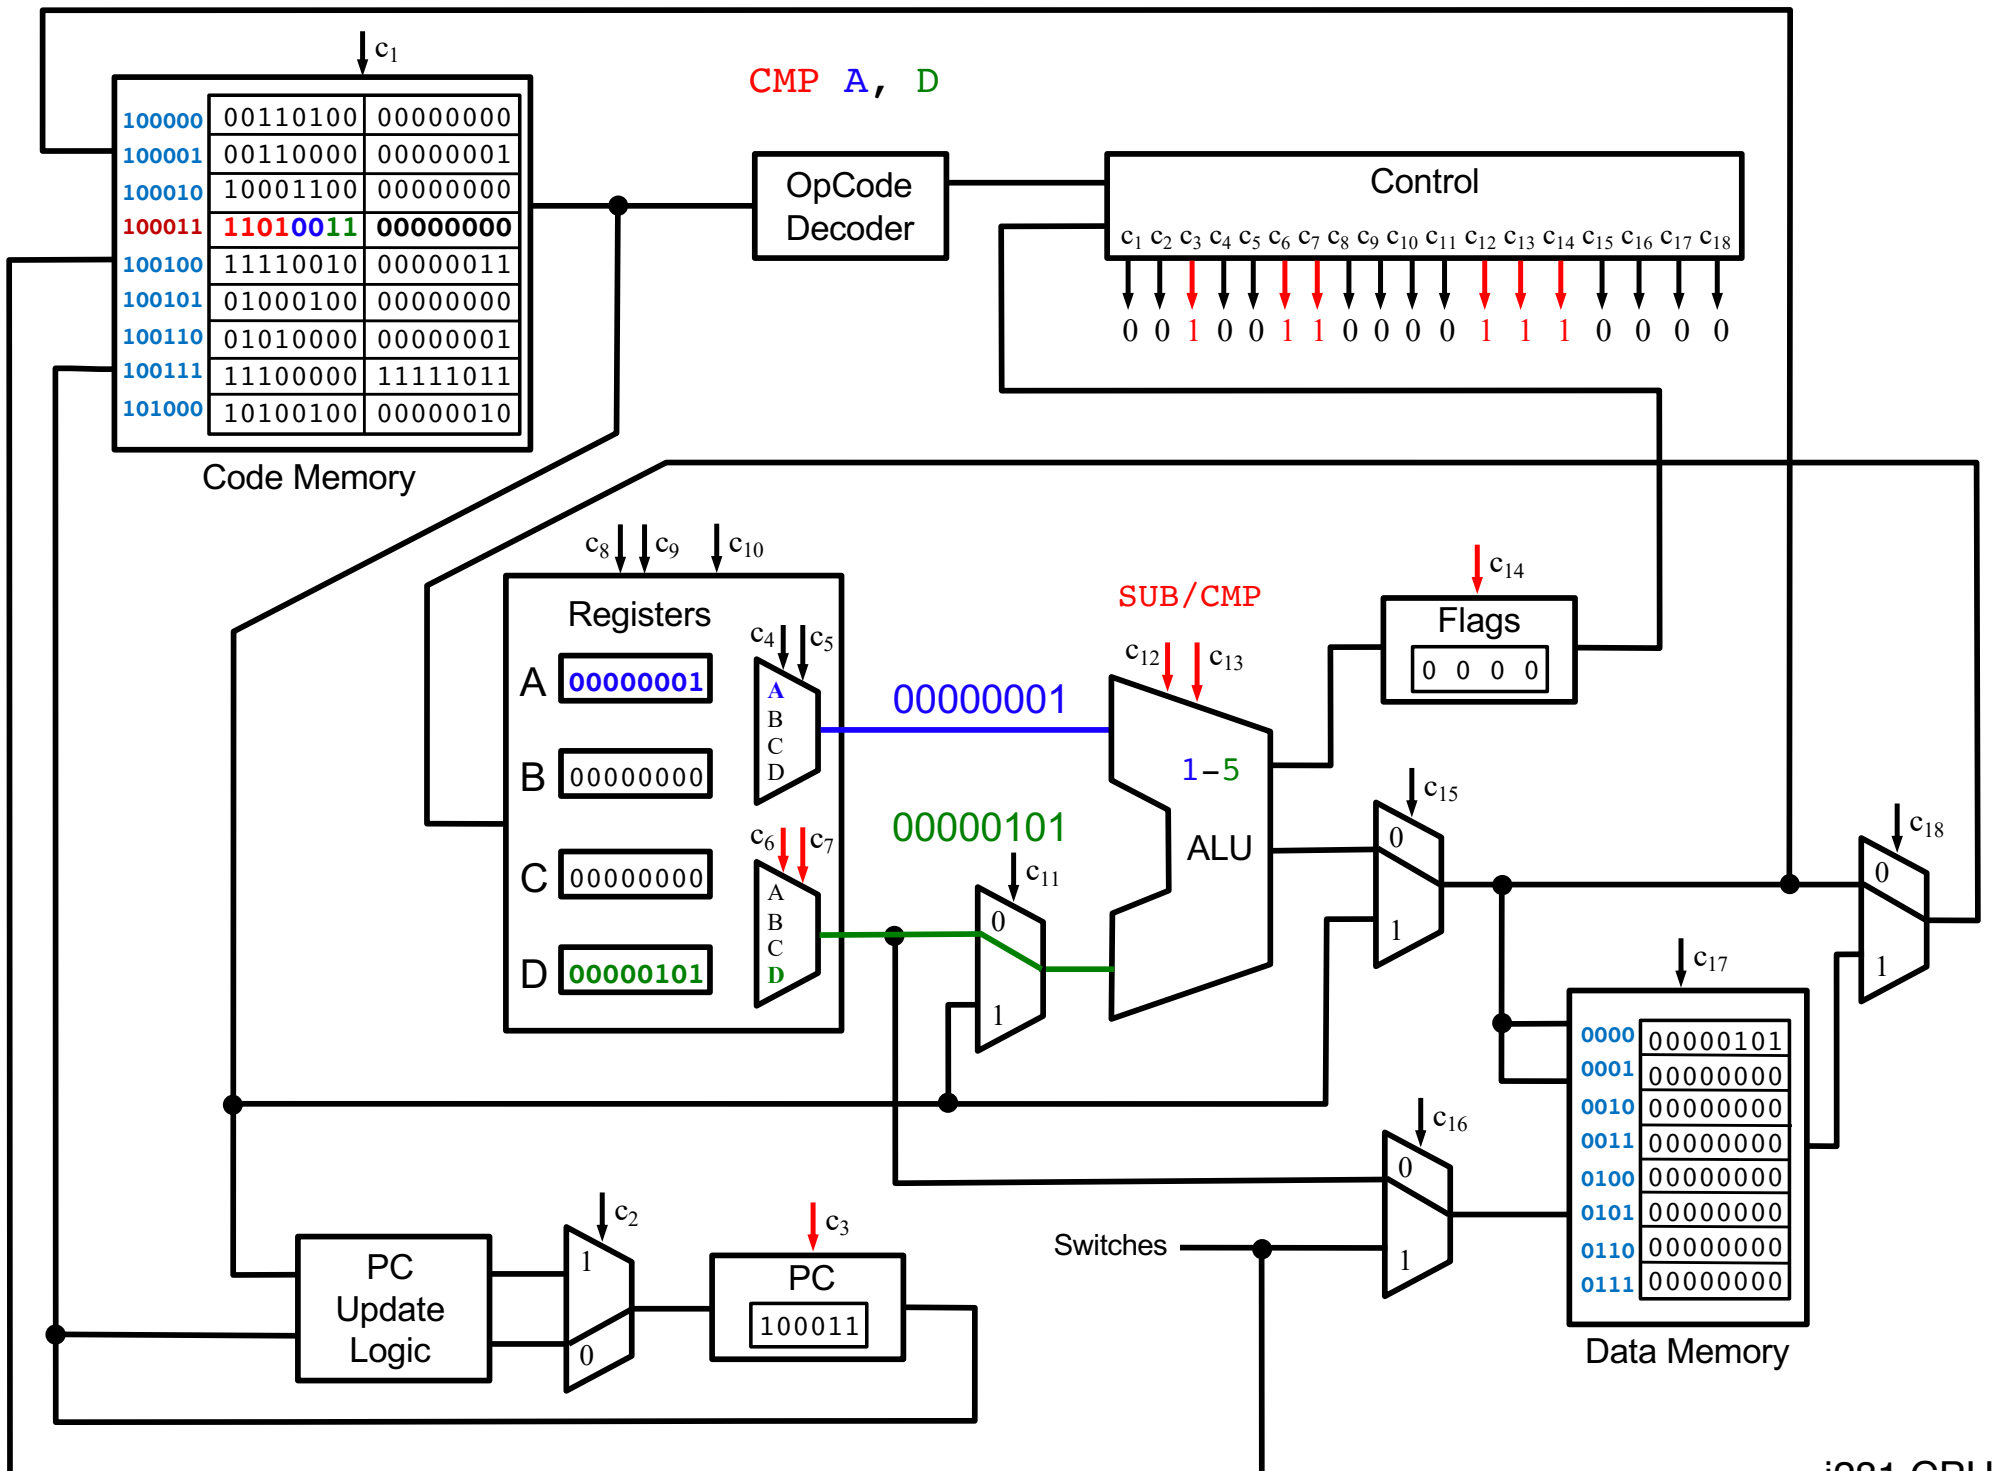 c1
CMP A, D
100000 00110100 00000000
100001 00110000 00000001
100010 10001100 00000000
100011 11010011 00000000
100100 11110010 00000011
100101 01000100 00000000
100110 01010000 00000001
100111 11100000 11111011
101000 10100100 00000010
Code Memory
OpCode
Decoder
Control
c1 c2 c3 c4 c5 c6 c7 c8 c9 c10 c11 c12 c13 c14 c15 c16 c17 c18
0 0 1 0 0 1 1 0 0 0 0 1 1 1 0 0 0 0
c8 c9 c10
Registers
A 00000001
B 00000000
C 00000000
D 00000101
c4 c5
A
B
C
D
c6 c7
A
B
C
D
00000001
00000101
c11
0
1
SUB/CMP
c12 c13
1-5
ALU
c14
Flags
0 0 0 0
c15
0
1
c18
0
1
c17
0000 00000101
0001 00000000
0010 00000000
0011 00000000
0100 00000000
0101 00000000
0110 00000000
0111 00000000
Data Memory
c16
0
1
Switches
PC
Update
Logic
c2
1
0
c3
PC
100011